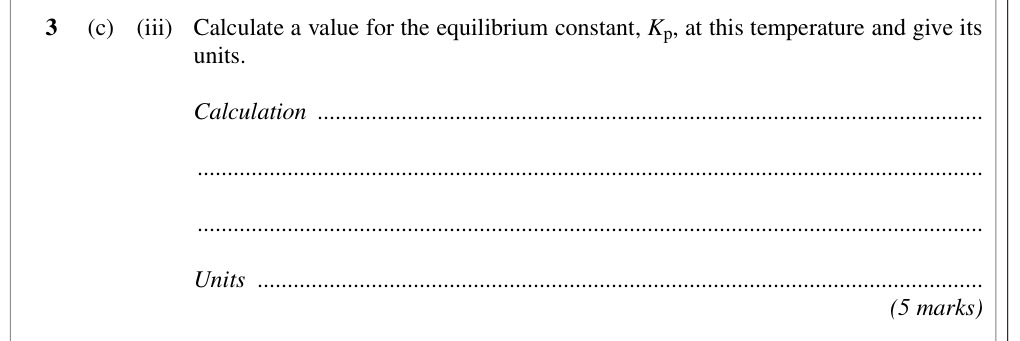 3 (c) (iii) Calculate a value for the equilibrium constant, Kp, at this temperature and give its
units.
Calculation ...............................................................................................................
...................................................................................................................................
...................................................................................................................................
Units .........................................................................................................................
(5 marks)